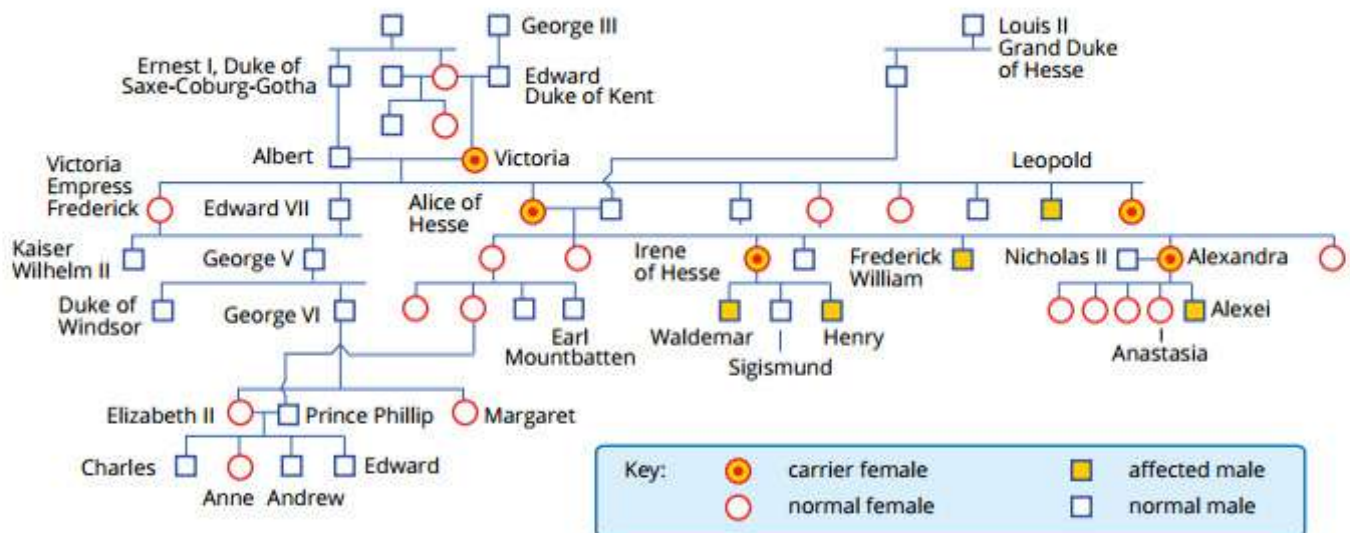 George III
Louis II
Grand Duke
of Hesse
Ernest I, Duke of
Saxe-Coburg-Gotha
Edward
Duke of Kent
Albert
Victoria
Leopold
Victoria
Empress
Frederick
Edward VII
Alice of
Hesse
Kaiser
Wilhelm II
George V
Irene
of Hesse
Frederick
William
Nicholas II
Alexandra
Duke of
Windsor
George VI
Earl
Mountbatten
Waldemar
Sigismund
Henry
Alexei
Anastasia
Elizabeth II
Prince Phillip
Margaret
Charles
Anne
Andrew
Edward
Key:
carrier female
affected male
normal female
normal male